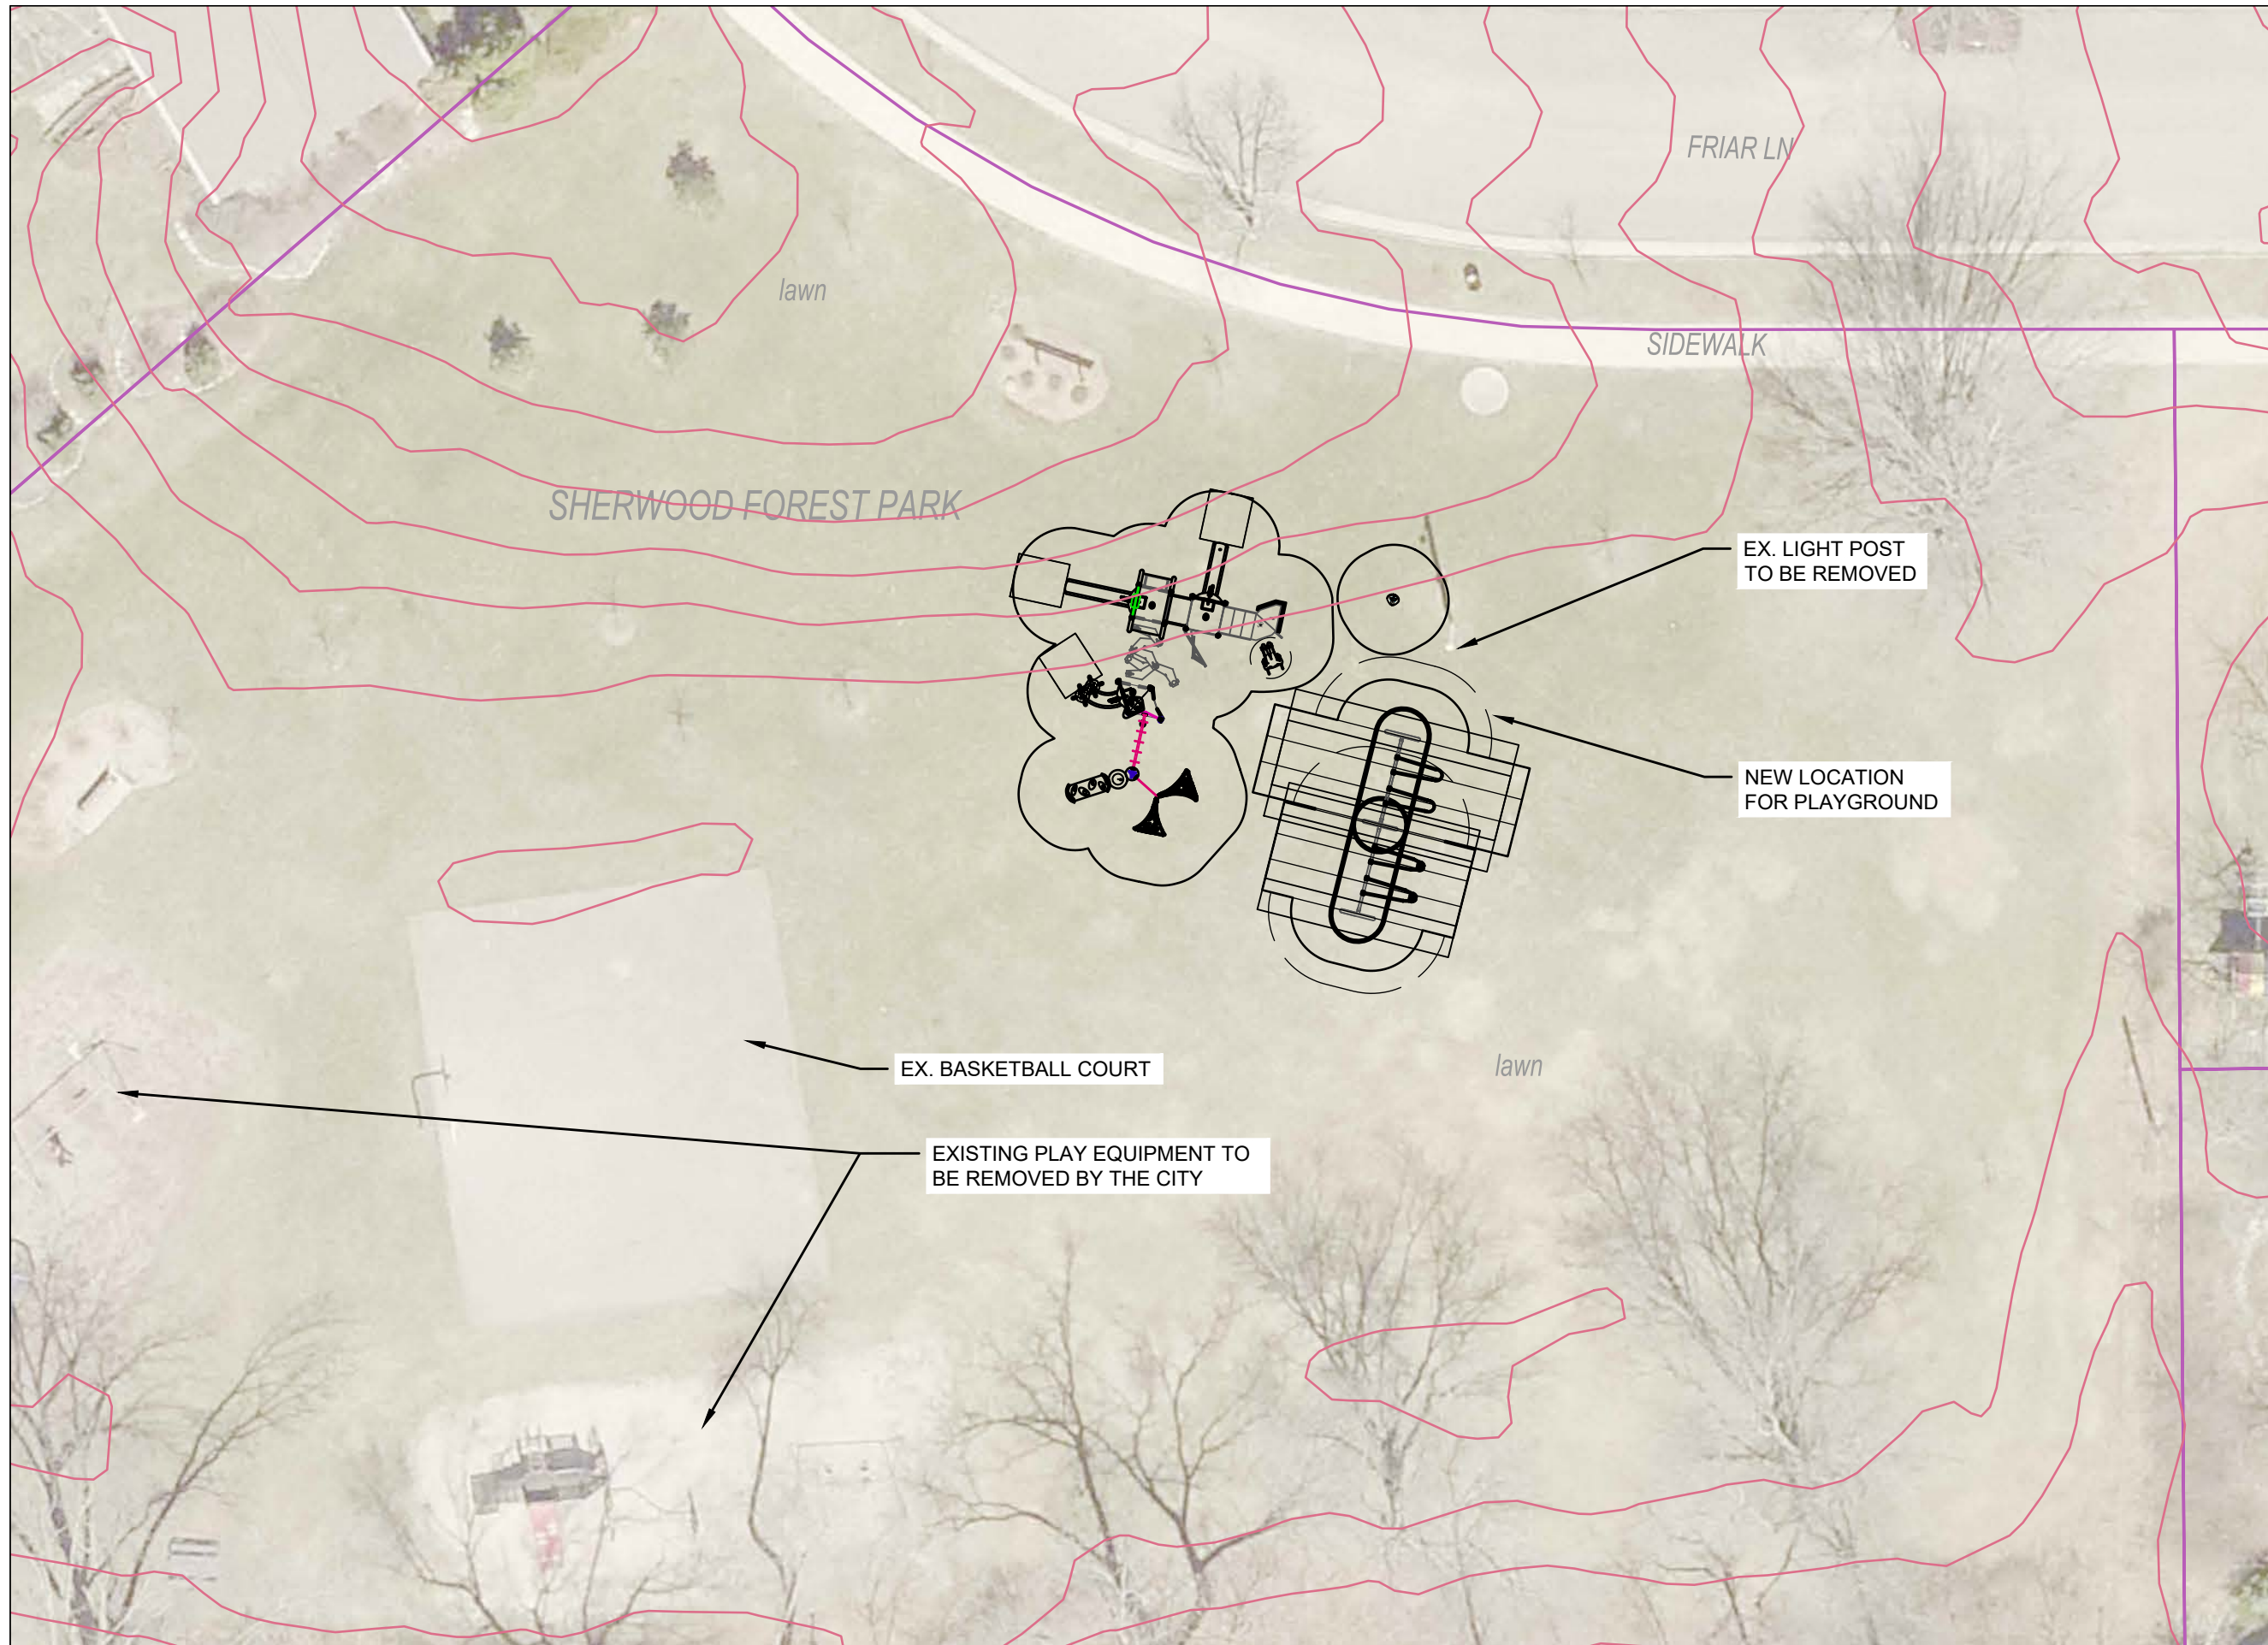 FRIAR LN
lawn
SIDEWALK
SHERWOOD FOREST PARK
EX. LIGHT POST
TO BE REMOVED
NEW LOCATION
FOR PLAYGROUND
EX. BASKETBALL COURT
lawn
EXISTING PLAY EQUIPMENT TO
BE REMOVED BY THE CITY